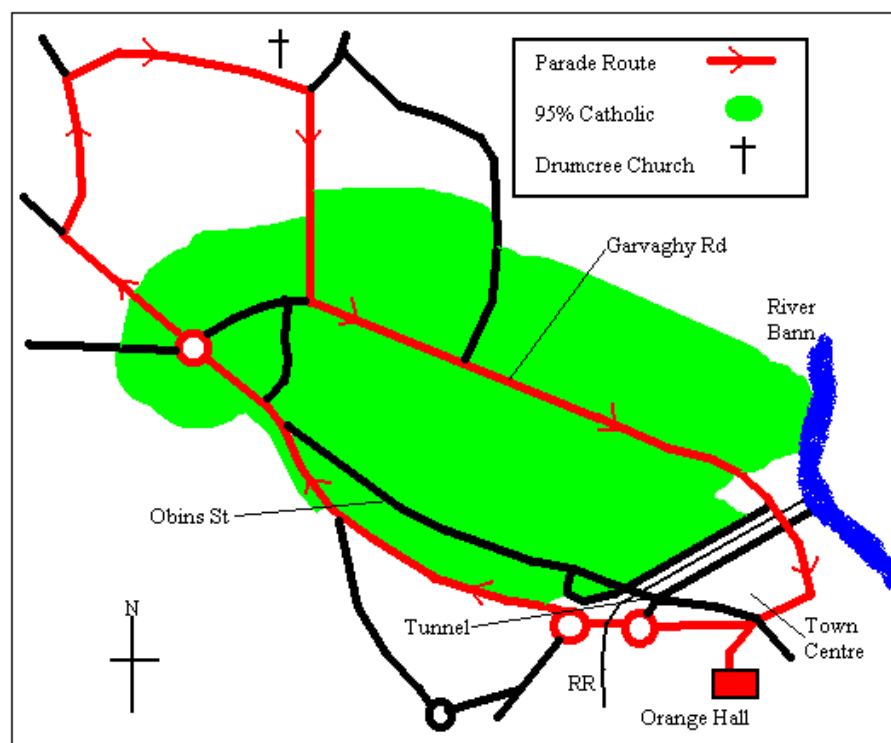 Parade Route
95% Catholic
Drumcree Church
Garvaghy Rd
River
Bann
Obins St
N
Tunnel
Town
Centre
RR
Orange Hall